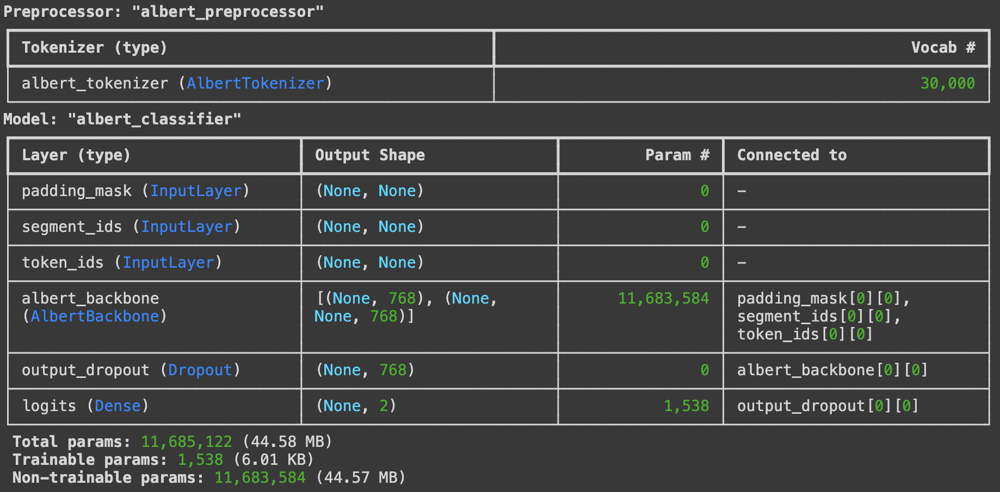 Preprocessor: "albert_preprocessor"
Tokenizer (type) Vocab #
albert_tokenizer (AlbertTokenizer) 30,000
Model: "albert_classifier"
Layer (type) Output Shape Param # Connected to
padding_mask (InputLayer) (None, None) 0 -
segment_ids (InputLayer) (None, None) 0 -
token_ids (InputLayer) (None, None) 0 -
albert_backbone [(None, 768), (None, 11,683,584 padding_mask[0][0],
(AlbertBackbone) None, 768)] segment_ids[0][0],
token_ids[0][0]
output_dropout (Dropout) (None, 768) 0 albert_backbone[0][0]
logits (Dense) (None, 2) 1,538 output_dropout[0][0]
Total params: 11,685,122 (44.58 MB)
Trainable params: 1,538 (6.01 KB)
Non-trainable params: 11,683,584 (44.57 MB)